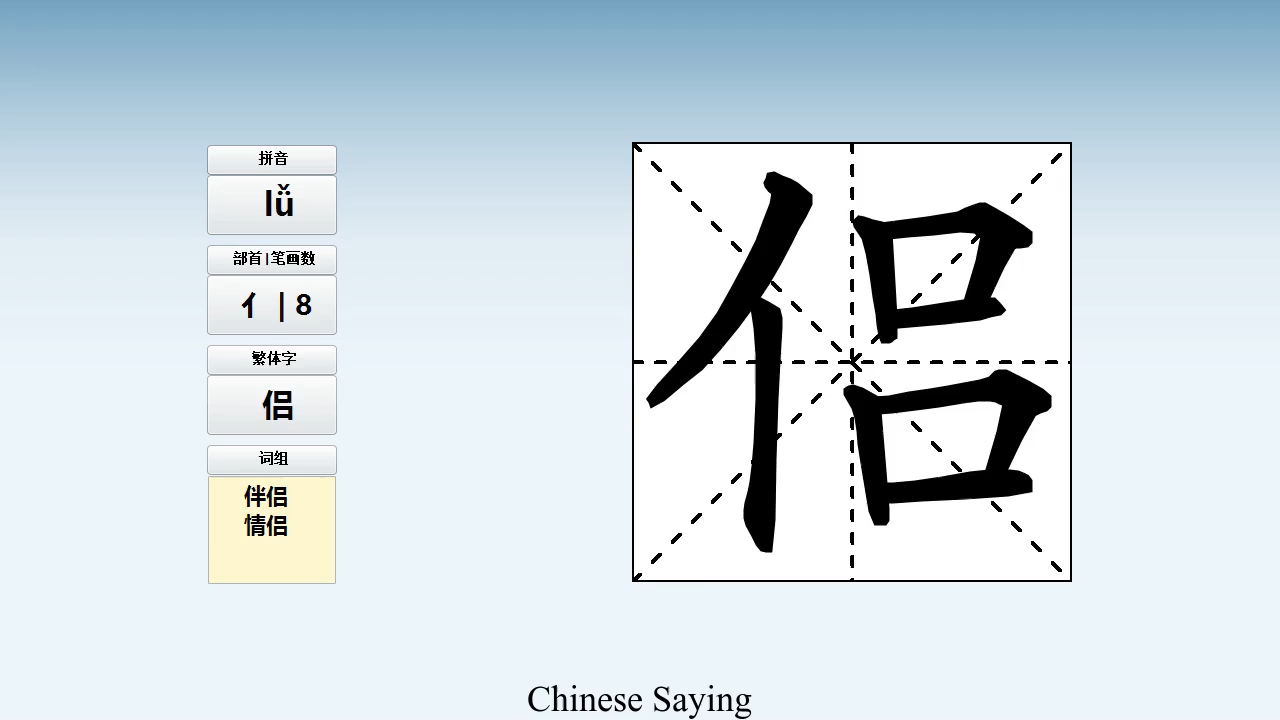 拼音
lǚ
部首|笔画数
亻 | 8
繁体字
侣
词组
伴侣
情侣
侣
Chinese Saying